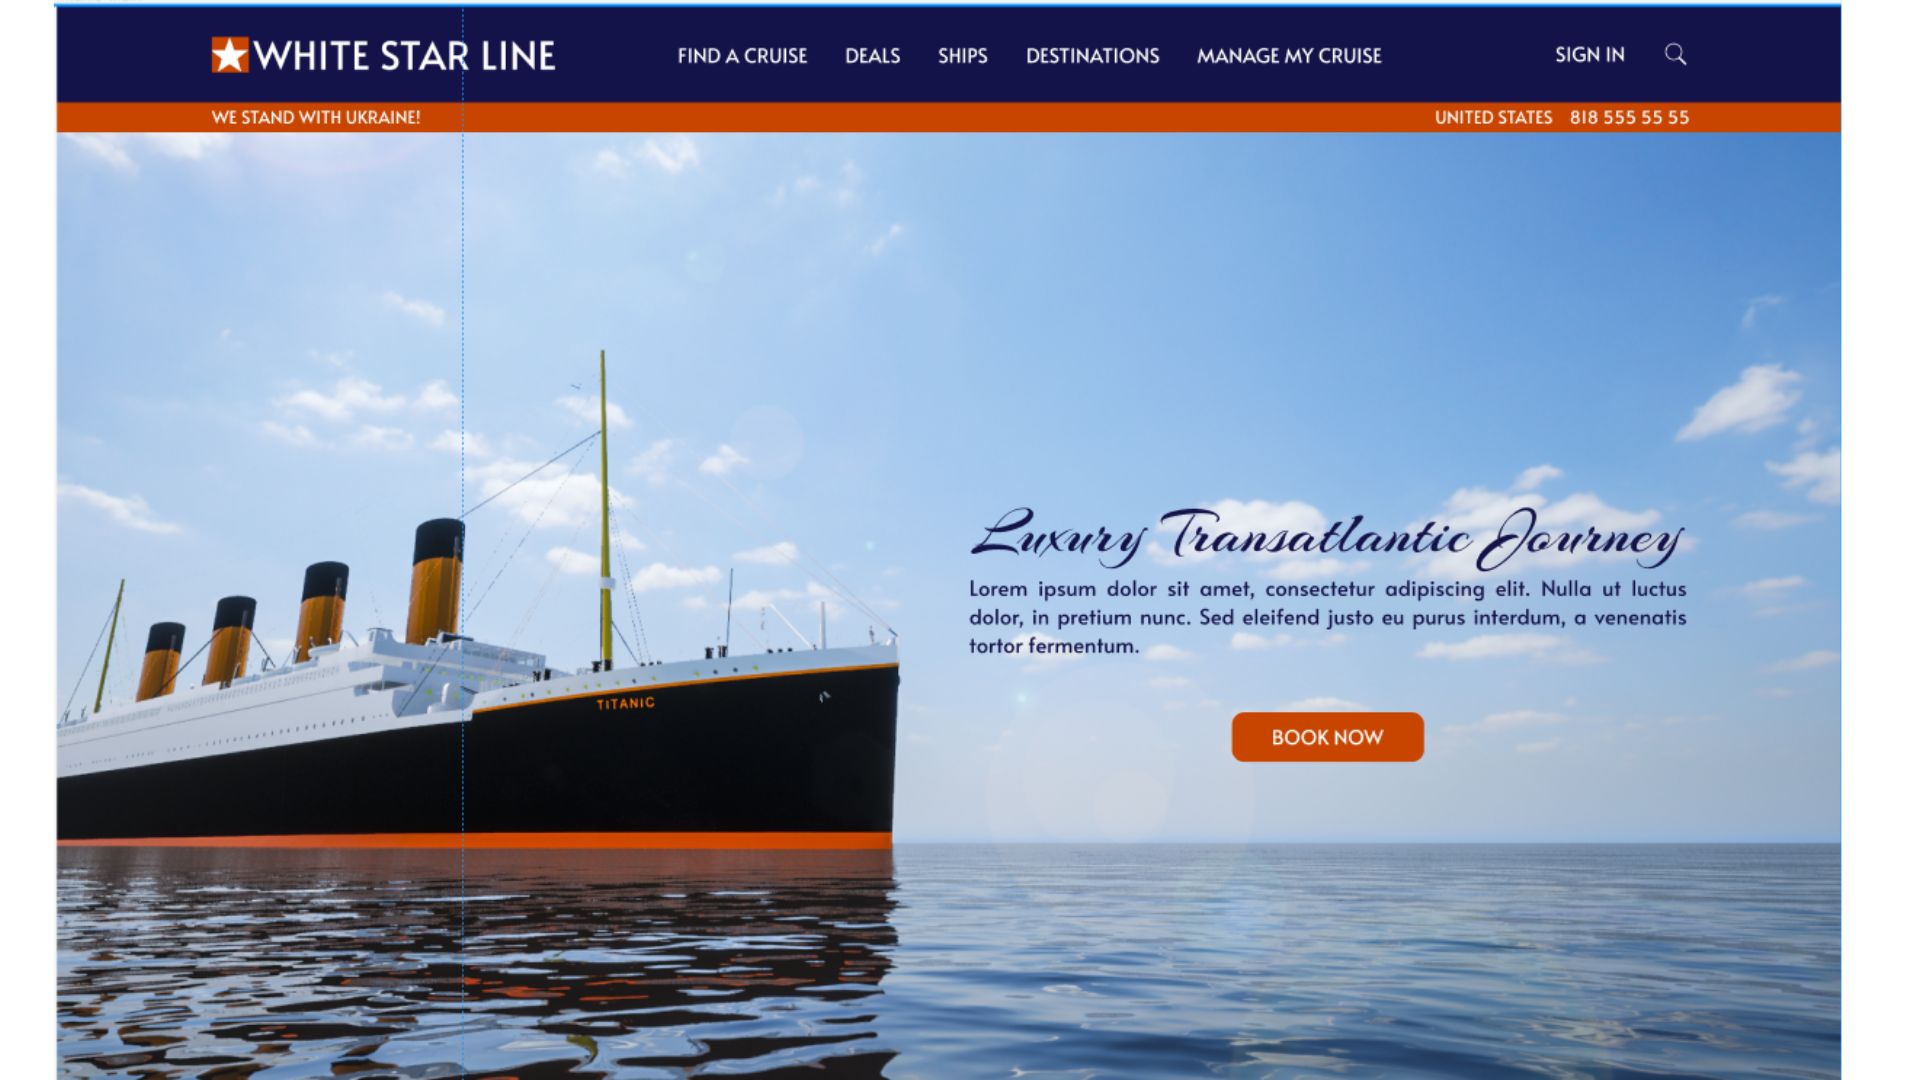 WHITE STAR LINE
FIND A CRUISE DEALS SHIPS DESTINATIONS MANAGE MY CRUISE
SIGN IN
WE STAND WITH UKRAINE!
UNITED STATES 818 555 55 55
Luxury Transatlantic Journey
Lorem ipsum dolor sit amet, consectetur adipiscing elit. Nulla ut luctus
dolor, in pretium nunc. Sed eleifend justo eu purus interdum, a venenatis
tortor fermentum.
TITANIC
BOOK NOW